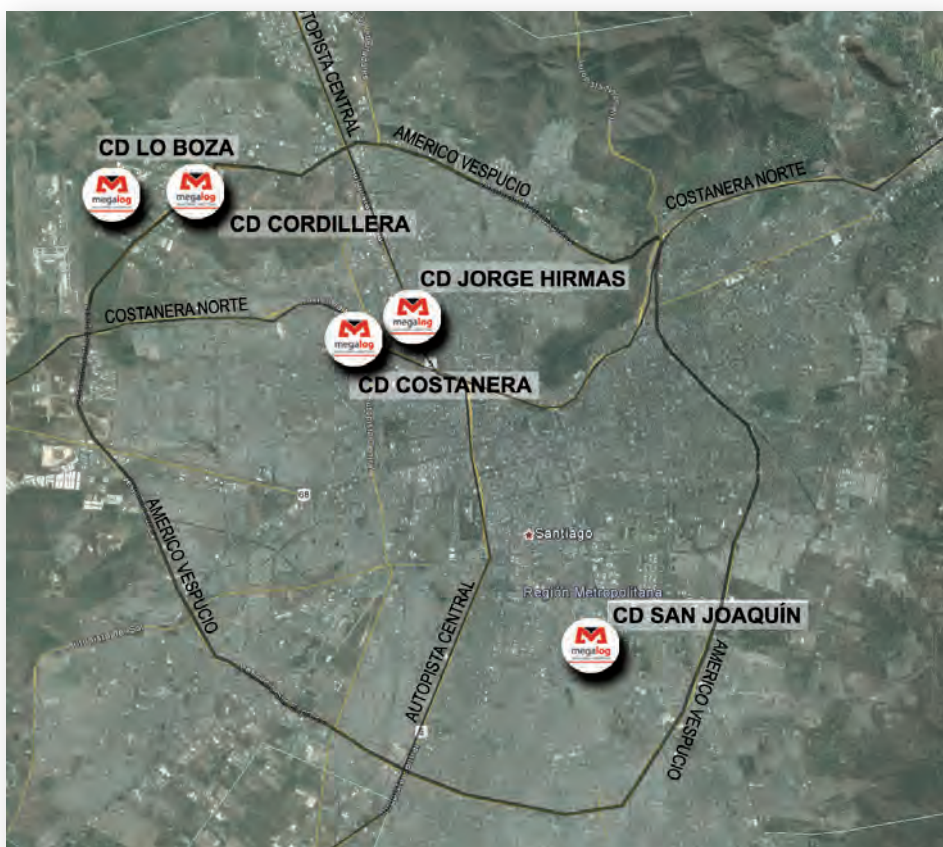 AUTOPISTA CENTRAL
AMERICO VESPUCIO
CD LO BOZA
megalog
megalog
CD CORDILLERA
COSTANERA NORTE
CD JORGE HIRMAS
COSTANERA NORTE
megalog
megalog
CD COSTANERA
68
AMERICO VESPUCIO
Santiago
Región Metropolitana
CD SAN JOAQUÍN
megalog
AUTOPISTA CENTRAL
AMERICO VESPUCIO